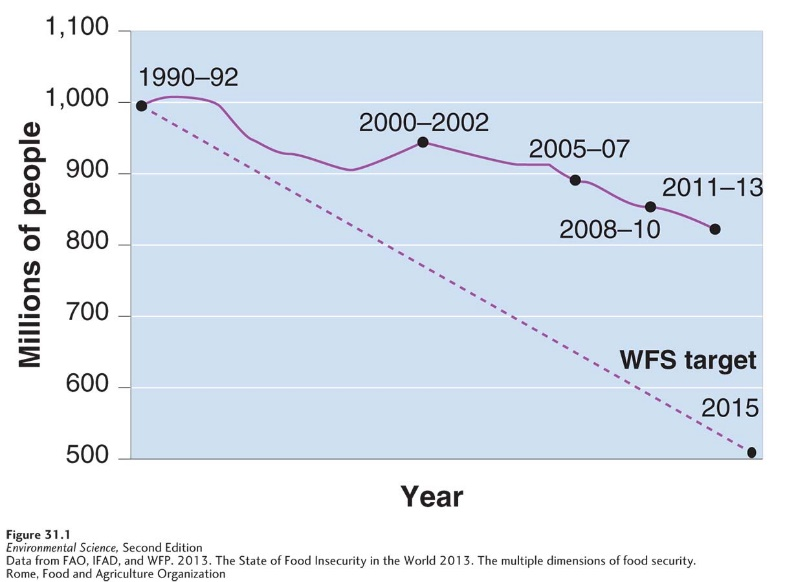 1,100
1990–92
1,000
2000–2002
2005–07
900
2011–13
2008–10
800
700
WFS target
600
2015
500
Millions of people
Year
Figure 31.1
Environmental Science, Second Edition
Data from FAO, IFAD, and WFP. 2013. The State of Food Insecurity in the World 2013. The multiple dimensions of food security.
Rome, Food and Agriculture Organization